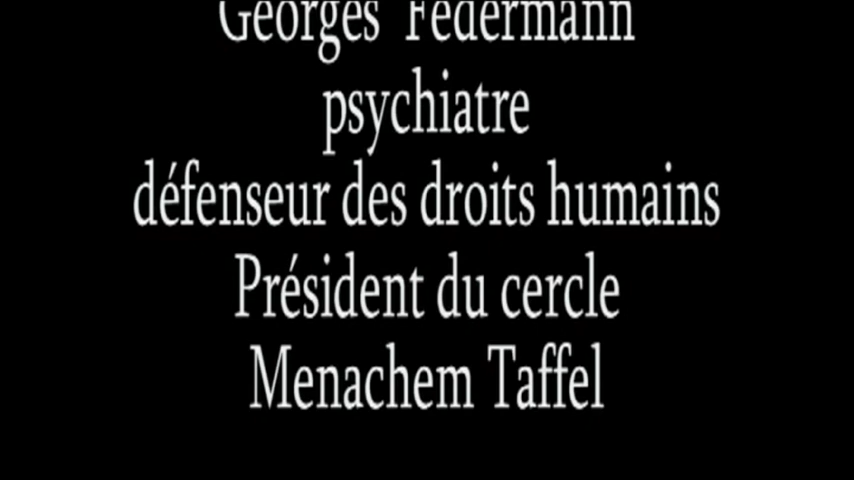 Georges Federmann
psychiatre
défenseur des droits humains
Président du cercle
Menachem Taffel